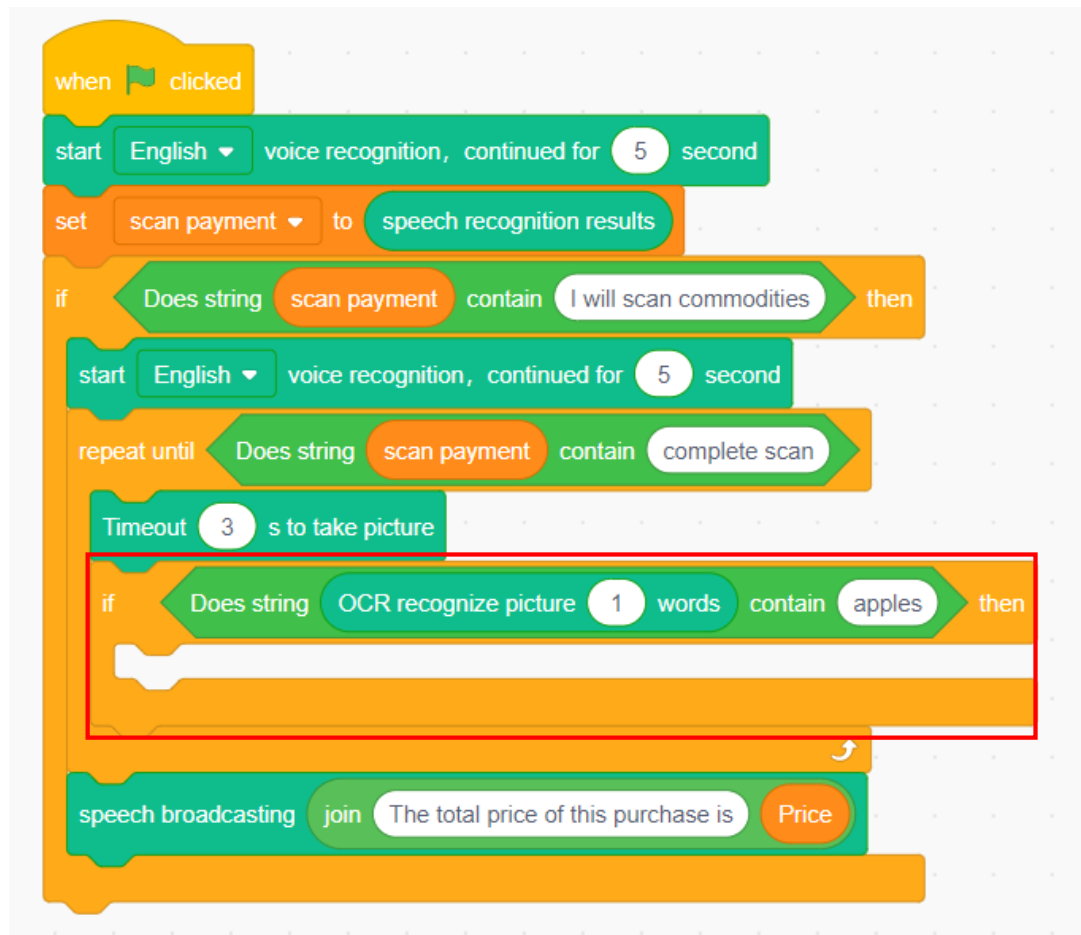 when clicked
start English voice recognition, continued for 5 second
set scan payment to speech recognition results
if Does string scan payment contain I will scan commodities then
start English voice recognition, continued for 5 second
repeat until Does string scan payment contain complete scan
Timeout 3 s to take picture
if Does string OCR recognize picture 1 words contain apples then
speech broadcasting join The total price of this purchase is Price